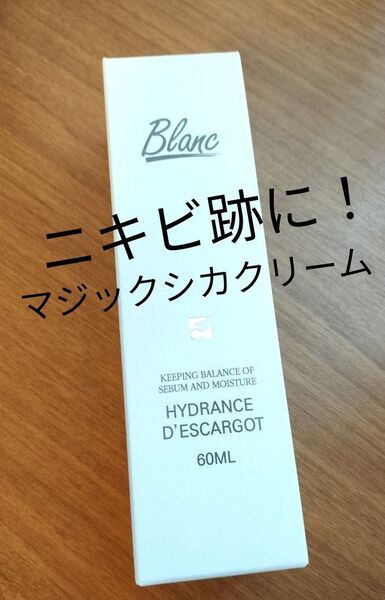 Blanc
ニキビ跡に！
マジックシカクリーム
KEEPING BALANCE OF
SEBUM AND MOISTURE
HYDRANCE
D'ESCARGOT
60ML